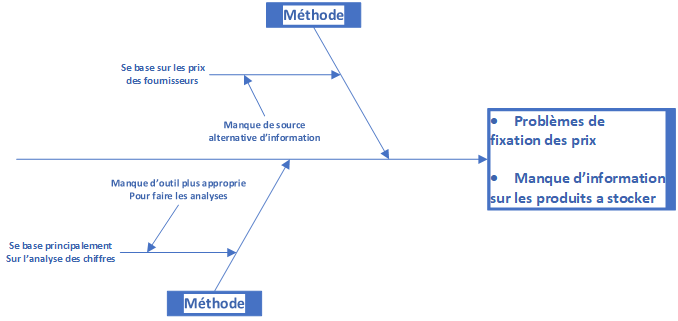 Méthode
Se base sur les prix
des fournisseurs
Manque de source
alternative d'information
• Problèmes de
fixation des prix
• Manque d'information
sur les produits a stocker
Manque d'outil plus approprie
Pour faire les analyses
Se base principalement
Sur l'analyse des chiffres
Méthode